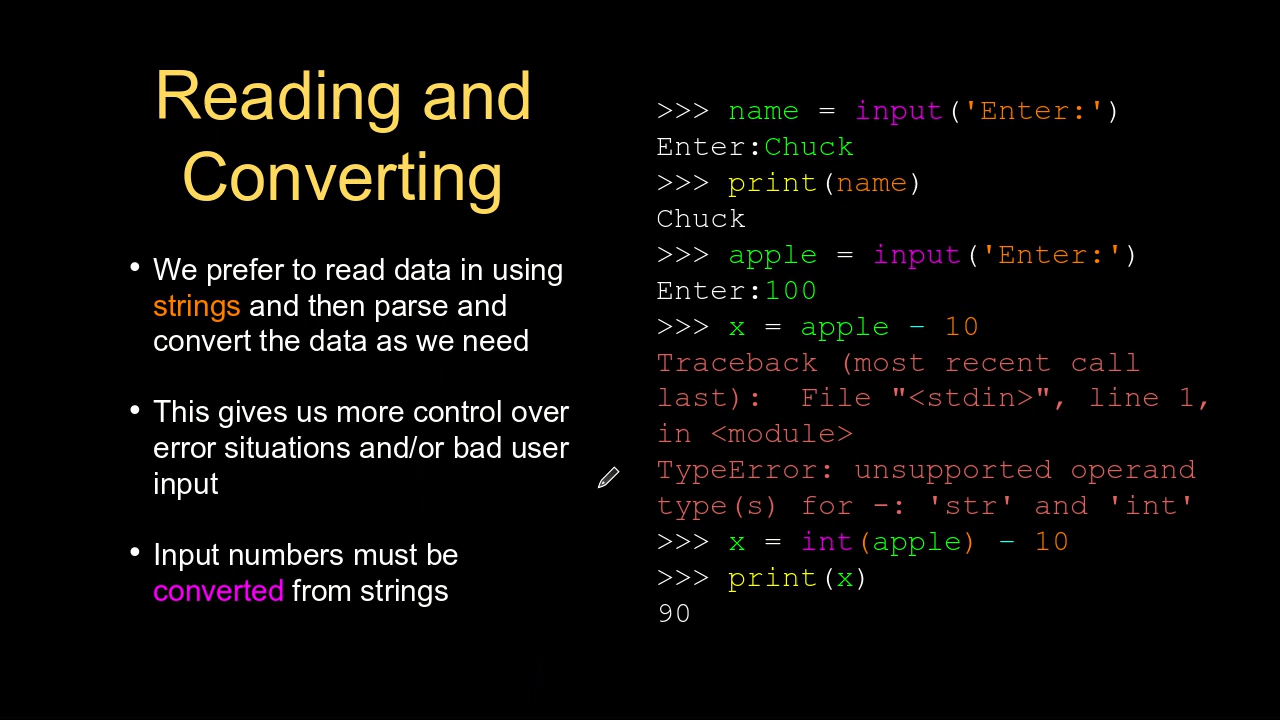 Reading and
Converting
• We prefer to read data in using
strings and then parse and
convert the data as we need
• This gives us more control over
error situations and/or bad user
input
• Input numbers must be
converted from strings
>>> name = input('Enter:')
Enter:Chuck
>>> print(name)
Chuck
>>> apple = input('Enter:')
Enter:100
>>> x = apple - 10
Traceback (most recent call
last):  File "<stdin>", line 1,
in <module>
TypeError: unsupported operand
type(s) for -: 'str' and 'int'
>>> x = int(apple) - 10
>>> print(x)
90